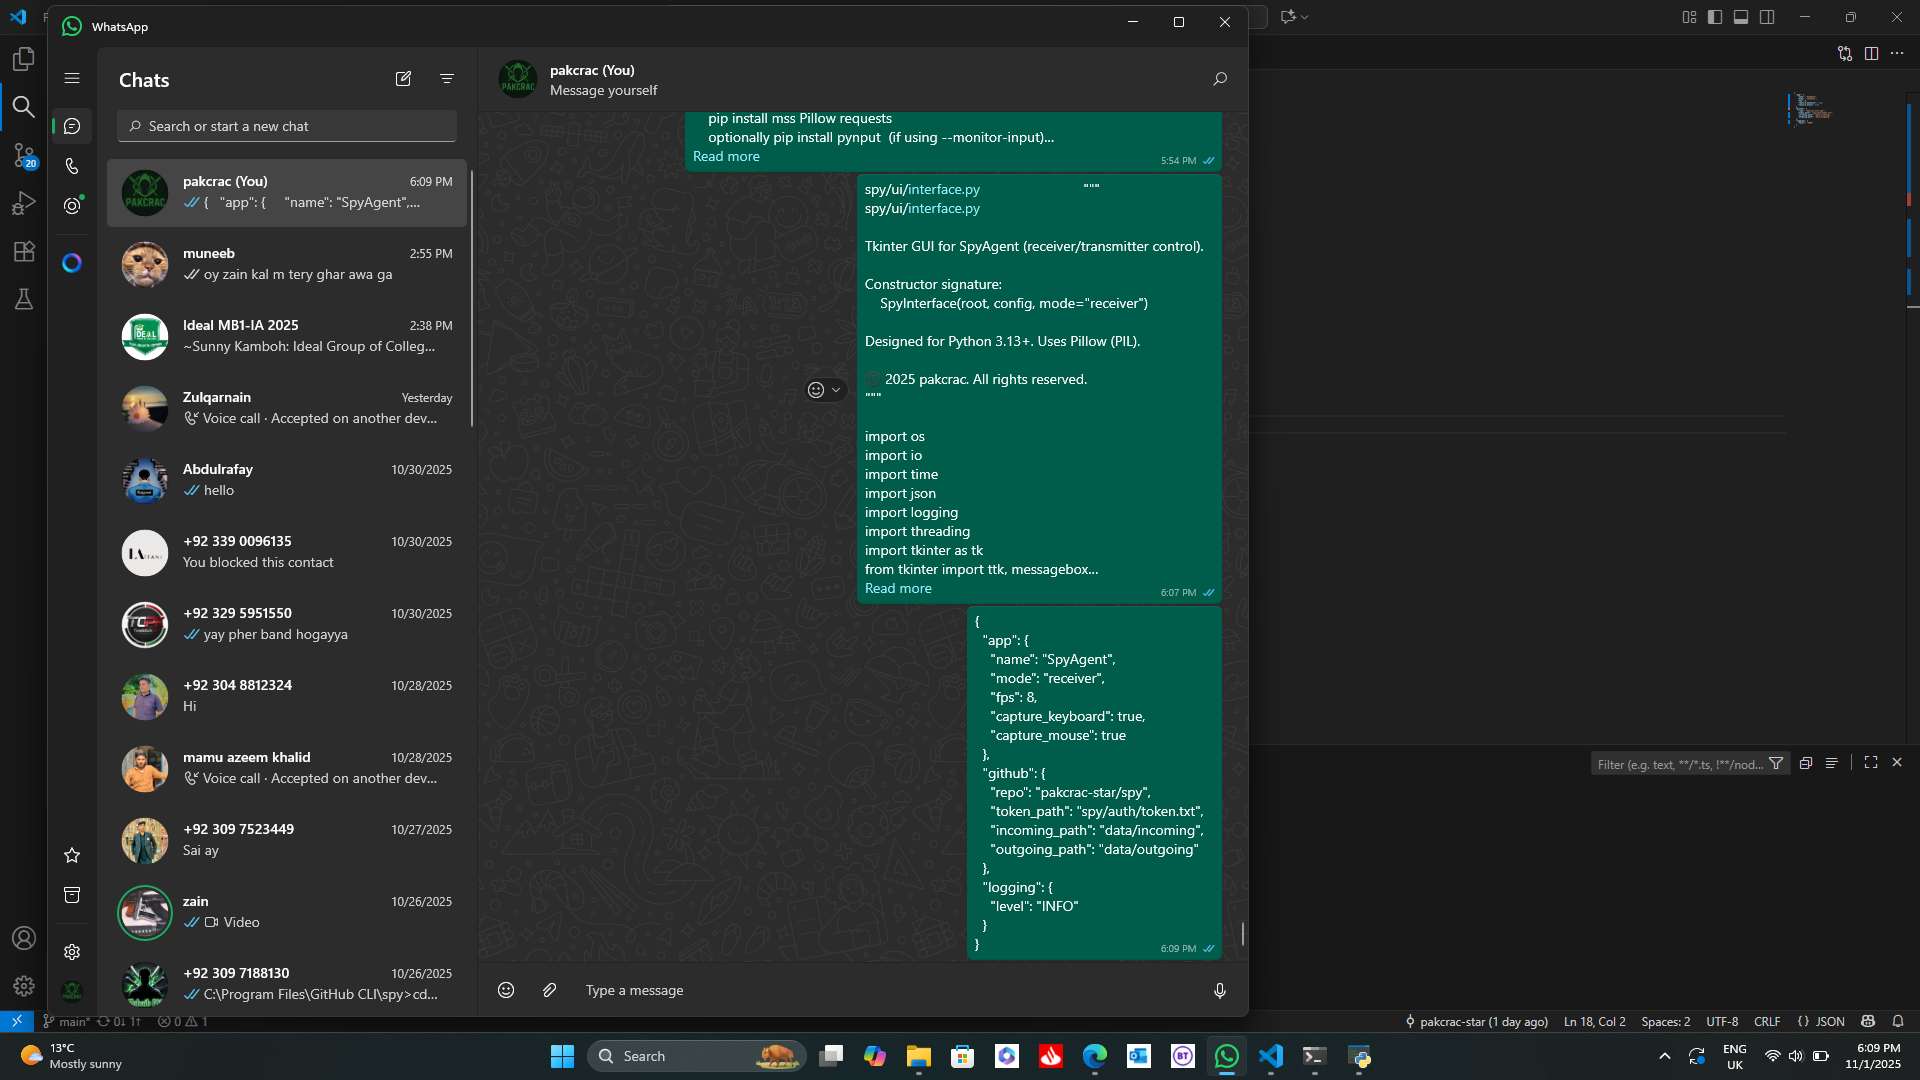 WhatsApp
Chats
Search or start a new chat
pakcrac (You)
6:09 PM
{ "app": { "name": "SpyAgent",...
muneeb
2:55 PM
oy zain kal m tery ghar awa ga
Ideal MB1-IA 2025
2:38 PM
~Sunny Kamboh: Ideal Group of Colleg...
Zulqarnain
Yesterday
Voice call · Accepted on another dev...
Abdulrafay
10/30/2025
hello
+92 339 0096135
10/30/2025
You blocked this contact
+92 329 5951550
10/30/2025
yay pher band hogayya
+92 304 8812324
10/28/2025
Hi
mamu azeem khalid
10/28/2025
Voice call · Accepted on another dev...
+92 309 7523449
10/27/2025
Sai ay
zain
10/26/2025
Video
+92 309 7188130
10/26/2025
C:\Program Files\GitHub CLI\spy>cd...
pakcrac (You)
Message yourself
pip install mss Pillow requests
optionally pip install pynput (if using --monitor-input)...
Read more
5:54 PM
spy/ui/interface.py """
spy/ui/interface.py
Tkinter GUI for SpyAgent (receiver/transmitter control).
Constructor signature:
SpyInterface(root, config, mode="receiver")
Designed for Python 3.13+. Uses Pillow (PIL).
© 2025 pakcrac. All rights reserved.
"""
import os
import io
import time
import json
import logging
import threading
import tkinter as tk
from tkinter import ttk, messagebox...
Read more
6:07 PM
{
"app": {
"name": "SpyAgent",
"mode": "receiver",
"fps": 8,
"capture_keyboard": true,
"capture_mouse": true
},
"github": {
"repo": "pakcrac-star/spy",
"token_path": "spy/auth/token.txt",
"incoming_path": "data/incoming",
"outgoing_path": "data/outgoing"
},
"logging": {
"level": "INFO"
}
}
6:09 PM
Type a message
20
Filter (e.g. text, **/*.ts, !**/nod...
main* 0↓ 1↑ 0 1
pakcrac-star (1 day ago) Ln 18, Col 2 Spaces: 2 UTF-8 CRLF {} JSON
13°C
Mostly sunny
Search
ENG
UK
6:09 PM
11/1/2025